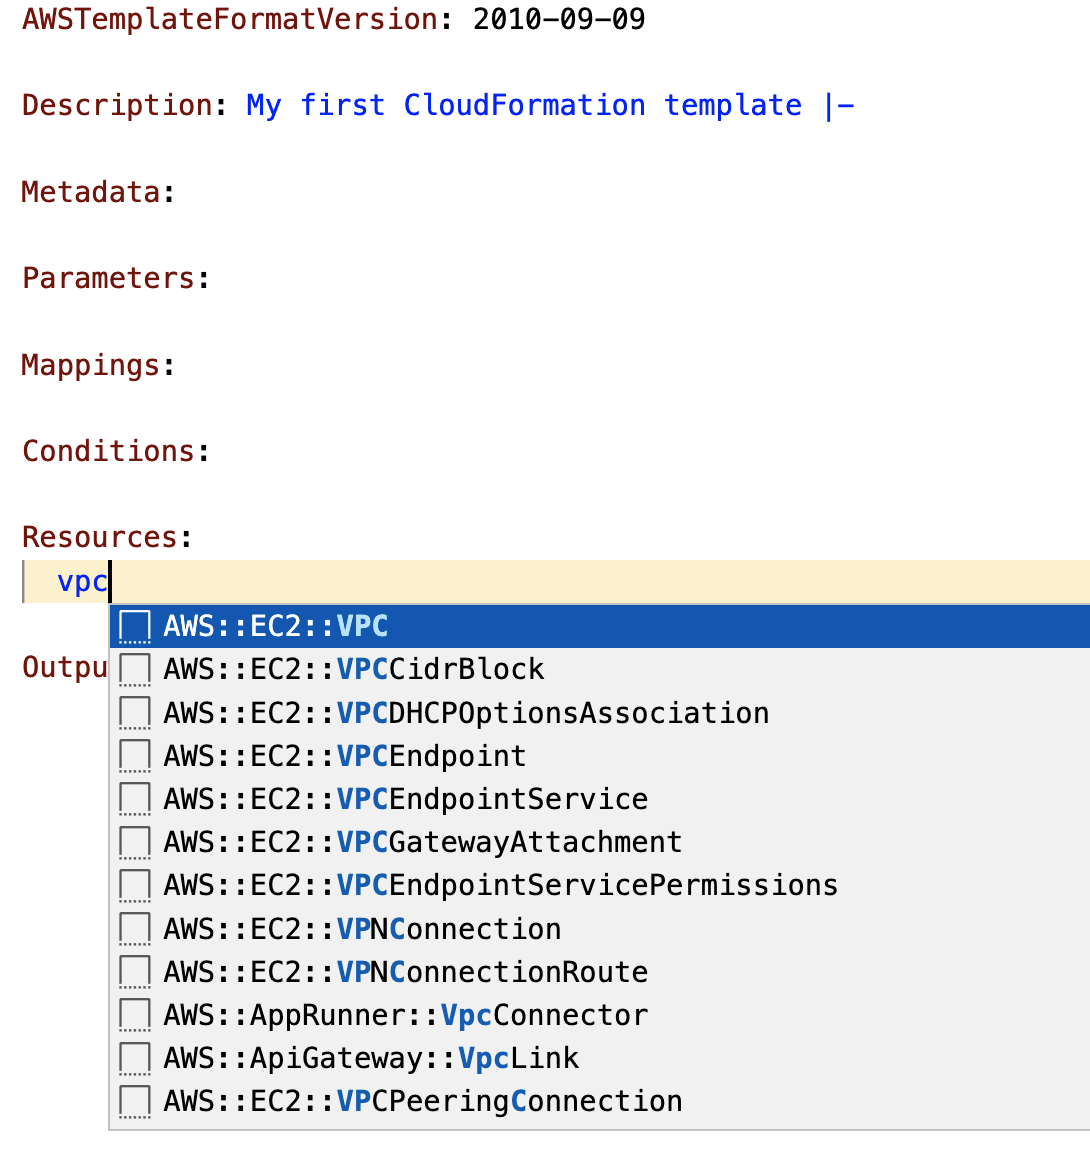 AWSTemplateFormatVersion: 2010-09-09
Description: My first CloudFormation template |-
Metadata:
Parameters:
Mappings:
Conditions:
Resources:
vpc
AWS::EC2::VPC
Outpu
AWS::EC2::VPCCidrBlock
AWS::EC2::VPCDHCPOptionsAssociation
AWS::EC2::VPCEndpoint
AWS::EC2::VPCEndpointService
AWS::EC2::VPCGatewayAttachment
AWS::EC2::VPCEndpointServicePermissions
AWS::EC2::VPNConnection
AWS::EC2::VPNConnectionRoute
AWS::AppRunner::VpcConnector
AWS::ApiGateway::VpcLink
AWS::EC2::VPCPeeringConnection